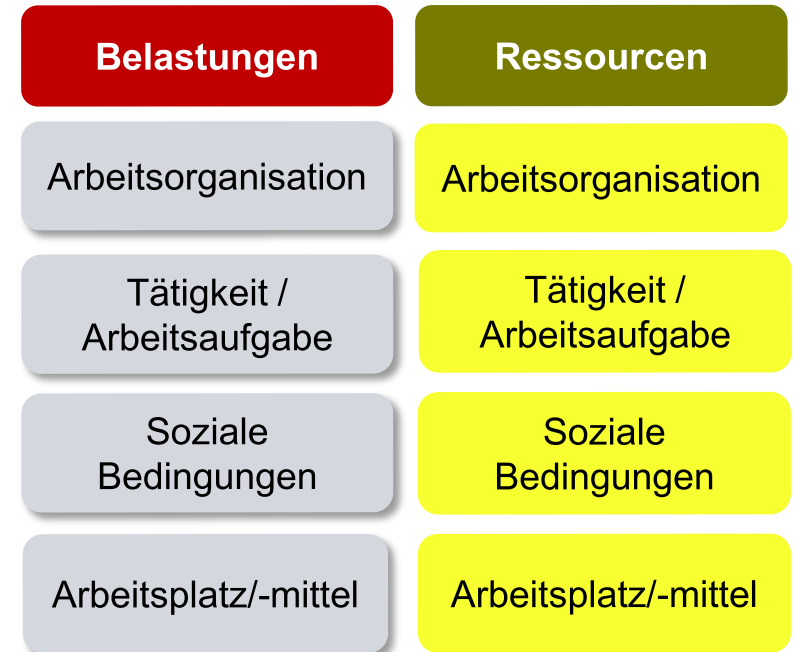 Belastungen
Ressourcen
Arbeitsorganisation
Arbeitsorganisation
Tätigkeit /
Arbeitsaufgabe
Tätigkeit /
Arbeitsaufgabe
Soziale
Bedingungen
Soziale
Bedingungen
Arbeitsplatz/-mittel
Arbeitsplatz/-mittel